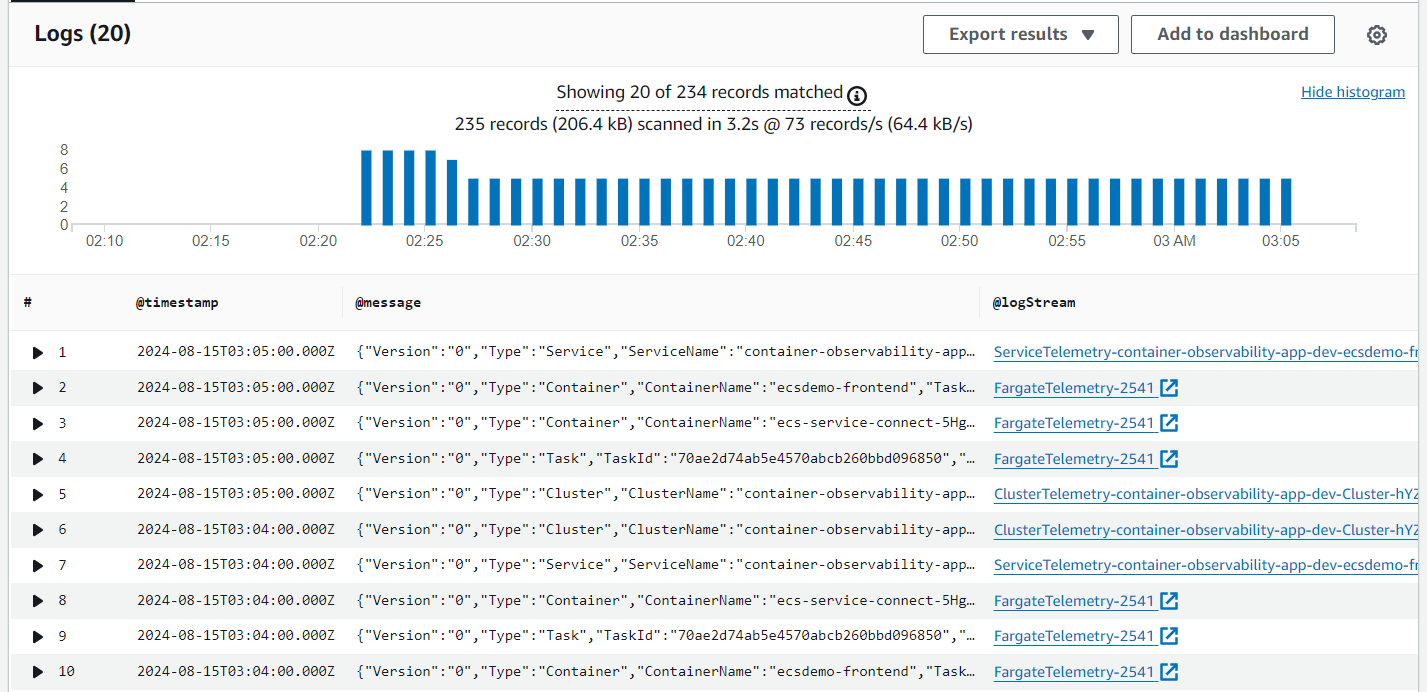 Logs (20)
Export results ▼
Add to dashboard
Showing 20 of 234 records matched
Hide histogram
235 records (206.4 kB) scanned in 3.2s @ 73 records/s (64.4 kB/s)
8
6
4
2
0
02:10 02:15 02:20 02:25 02:30 02:35 02:40 02:45 02:50 02:55 03 AM 03:05
# @timestamp @message @logStream
1 2024-08-15T03:05:00.000Z {"Version":"0","Type":"Service","ServiceName":"container-observability-app… ServiceTelemetry-container-observability-app-dev-ecsdemo-fr
2 2024-08-15T03:05:00.000Z {"Version":"0","Type":"Container","ContainerName":"ecsdemo-frontend","Task… FargateTelemetry-2541
3 2024-08-15T03:05:00.000Z {"Version":"0","Type":"Container","ContainerName":"ecs-service-connect-5Hg… FargateTelemetry-2541
4 2024-08-15T03:05:00.000Z {"Version":"0","Type":"Task","TaskId":"70ae2d74ab5e4570abcb260bbd096850","… FargateTelemetry-2541
5 2024-08-15T03:05:00.000Z {"Version":"0","Type":"Cluster","ClusterName":"container-observability-app… ClusterTelemetry-container-observability-app-dev-Cluster-hYZ
6 2024-08-15T03:04:00.000Z {"Version":"0","Type":"Cluster","ClusterName":"container-observability-app… ClusterTelemetry-container-observability-app-dev-Cluster-hYZ
7 2024-08-15T03:04:00.000Z {"Version":"0","Type":"Service","ServiceName":"container-observability-app… ServiceTelemetry-container-observability-app-dev-ecsdemo-fr
8 2024-08-15T03:04:00.000Z {"Version":"0","Type":"Container","ContainerName":"ecs-service-connect-5Hg… FargateTelemetry-2541
9 2024-08-15T03:04:00.000Z {"Version":"0","Type":"Task","TaskId":"70ae2d74ab5e4570abcb260bbd096850","… FargateTelemetry-2541
10 2024-08-15T03:04:00.000Z {"Version":"0","Type":"Container","ContainerName":"ecsdemo-frontend","Task… FargateTelemetry-2541